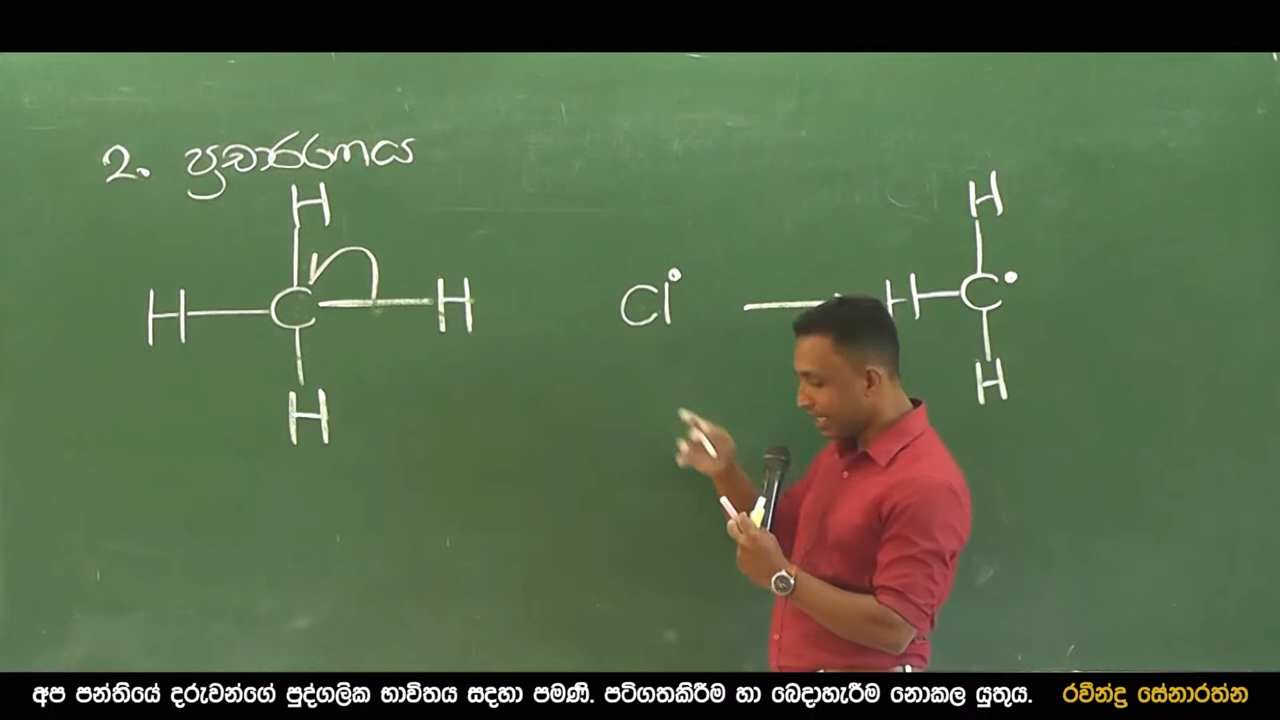 2. ප්‍රචාරණය
H H
H C H Cl• H C•
H H
අප පන්තියේ දරුවන්ගේ පුද්ගලික භාවිතය සඳහා පමණි. පටිගතකිරීම හා බෙදාහැරීම නොකල යුතුය. රවීන්ද්‍ර සේනාරත්න